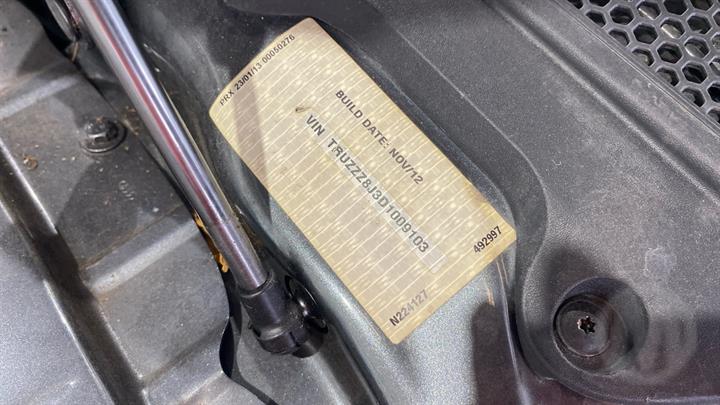 PRX 23/01/13 00050276
BUILD DATE: NOV/12
VIN TRUZZZ8J3D1009103
N224127
492997